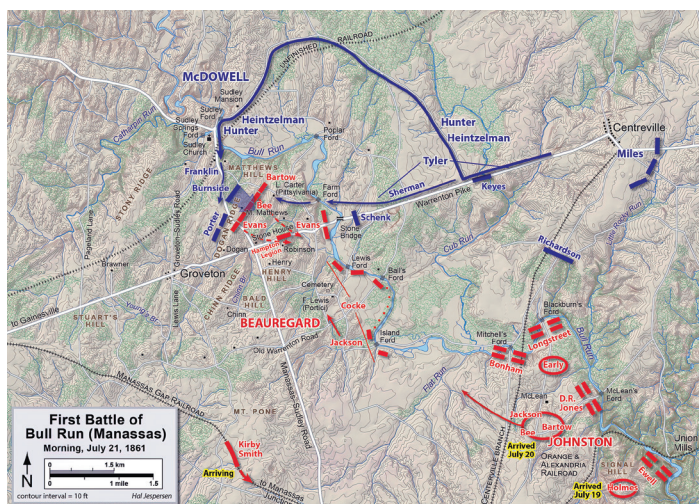 UNFINISHED RAILROAD
McDOWELL
Sudley
Mansion
Heintzelman
Hunter
Sudley
Ford
Sudley
Springs
Ford
Sudley
Church
Catharpin Run
Bull Run
Poplar
Ford
Hunter
Heintzelman
Centreville
Miles
Tyler
Sherman
Keyes
Warrenton Pike
Franklin
Burnside
Porter
MATTHEWS
HILL
Bartow
Bee
Evans
L. Carter
(Pittsylvania)
Farm
Ford
Matthews
Evans
Schenk
Stone
Bridge
Stone House
Hampton's
Legion
Robinson
Dogan
DOGAN RIDGE
STONY RIDGE
Pageland Lane
Groveton-Sudley Road
Groveton
Brawner
Lewis Lane
Henry
HENRY
HILL
Lewis
Ford
Ball's
Ford
Cub Run
Little Rocky Run
Richardson
CHINN RIDGE
Chinn Br.
BALD
HILL
Chinn
Young's Br.
STUART'S
HILL
to Gainesville
Cemetery
F. Lewis
(Portici)
Cocke
BEAUREGARD
Jackson
Island
Ford
Old Warrenton Road
Manassas-Sudley Road
Blackburn's
Ford
Mitchell's
Ford
Longstreet
Bull Run
Bonham
Early
Flat Run
McLean
McLean's
Ford
D.R.
Jones
Jackson
Bee
Bartow
JOHNSTON
Arrived
July 20
CENTREVILLE BRANCH
ORANGE &
ALEXANDRIA
RAILROAD
Arrived
July 19
Union
Mills
SIGNAL
HILL
Ewell
Holmes
MANASSAS GAP RAILROAD
MT. PONE
Kirby
Smith
Arriving
to Manassas
Junction
First Battle of
Bull Run (Manassas)
Morning, July 21, 1861
0 1.5 km
0 1 mile 1.5
N
contour interval = 10 ft Hal Jespersen